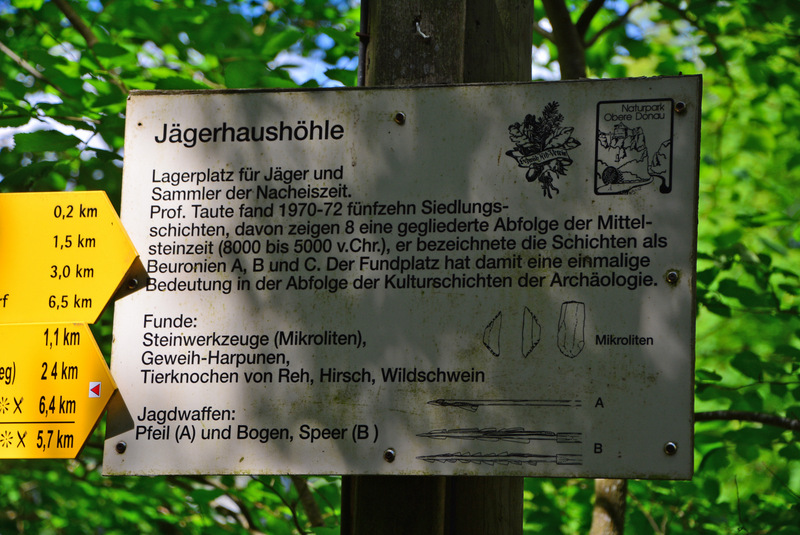 Jägerhaushöhle
Naturpark
Obere Donau
Lagerplatz für Jäger und
Sammler der Nacheiszeit.
Prof. Taute fand 1970-72 fünfzehn Siedlungs-
schichten, davon zeigen 8 eine gegliederte Abfolge der Mittel-
steinzeit (8000 bis 5000 v.Chr.), er bezeichnete die Schichten als
Beuronien A, B und C. Der Fundplatz hat damit eine einmalige
Bedeutung in der Abfolge der Kulturschichten der Archäologie.
Funde:
Steinwerkzeuge (Mikroliten),
Geweih-Harpunen,
Tierknochen von Reh, Hirsch, Wildschwein
Mikroliten
Jagdwaffen:
Pfeil (A) und Bogen, Speer (B )
A
B
0,2 km
1,5 km
3,0 km
6,5 km
1,1 km
2 4 km
6,4 km
5,7 km